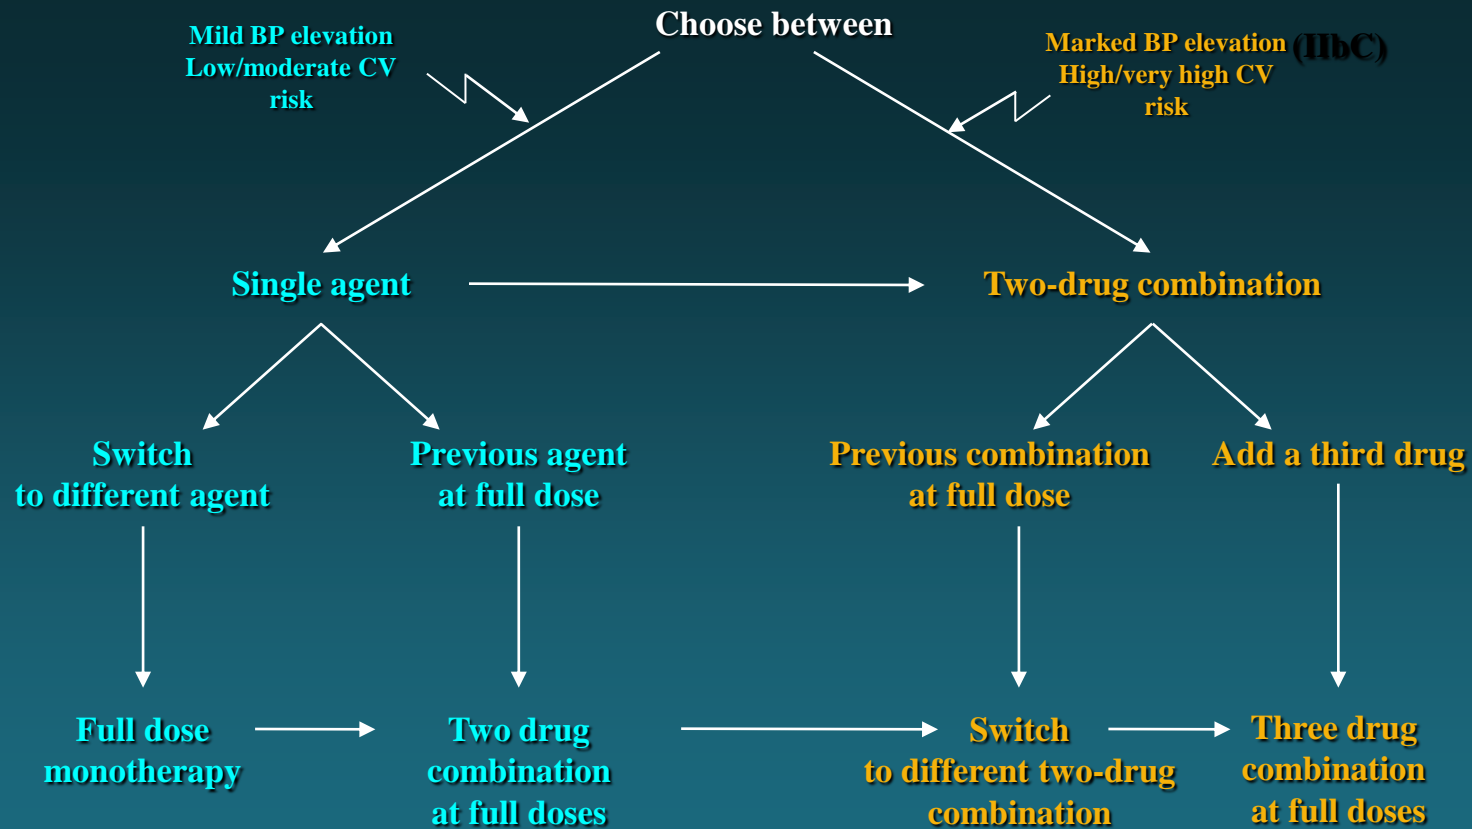 Choose between
Mild BP elevation
Low/moderate CV
risk
Marked BP elevation (IIbC)
High/very high CV
risk
Single agent
Two-drug combination
Switch
to different agent
Previous agent
at full dose
Previous combination
at full dose
Add a third drug
Full dose
monotherapy
Two drug
combination
at full doses
Switch
to different two-drug
combination
Three drug
combination
at full doses